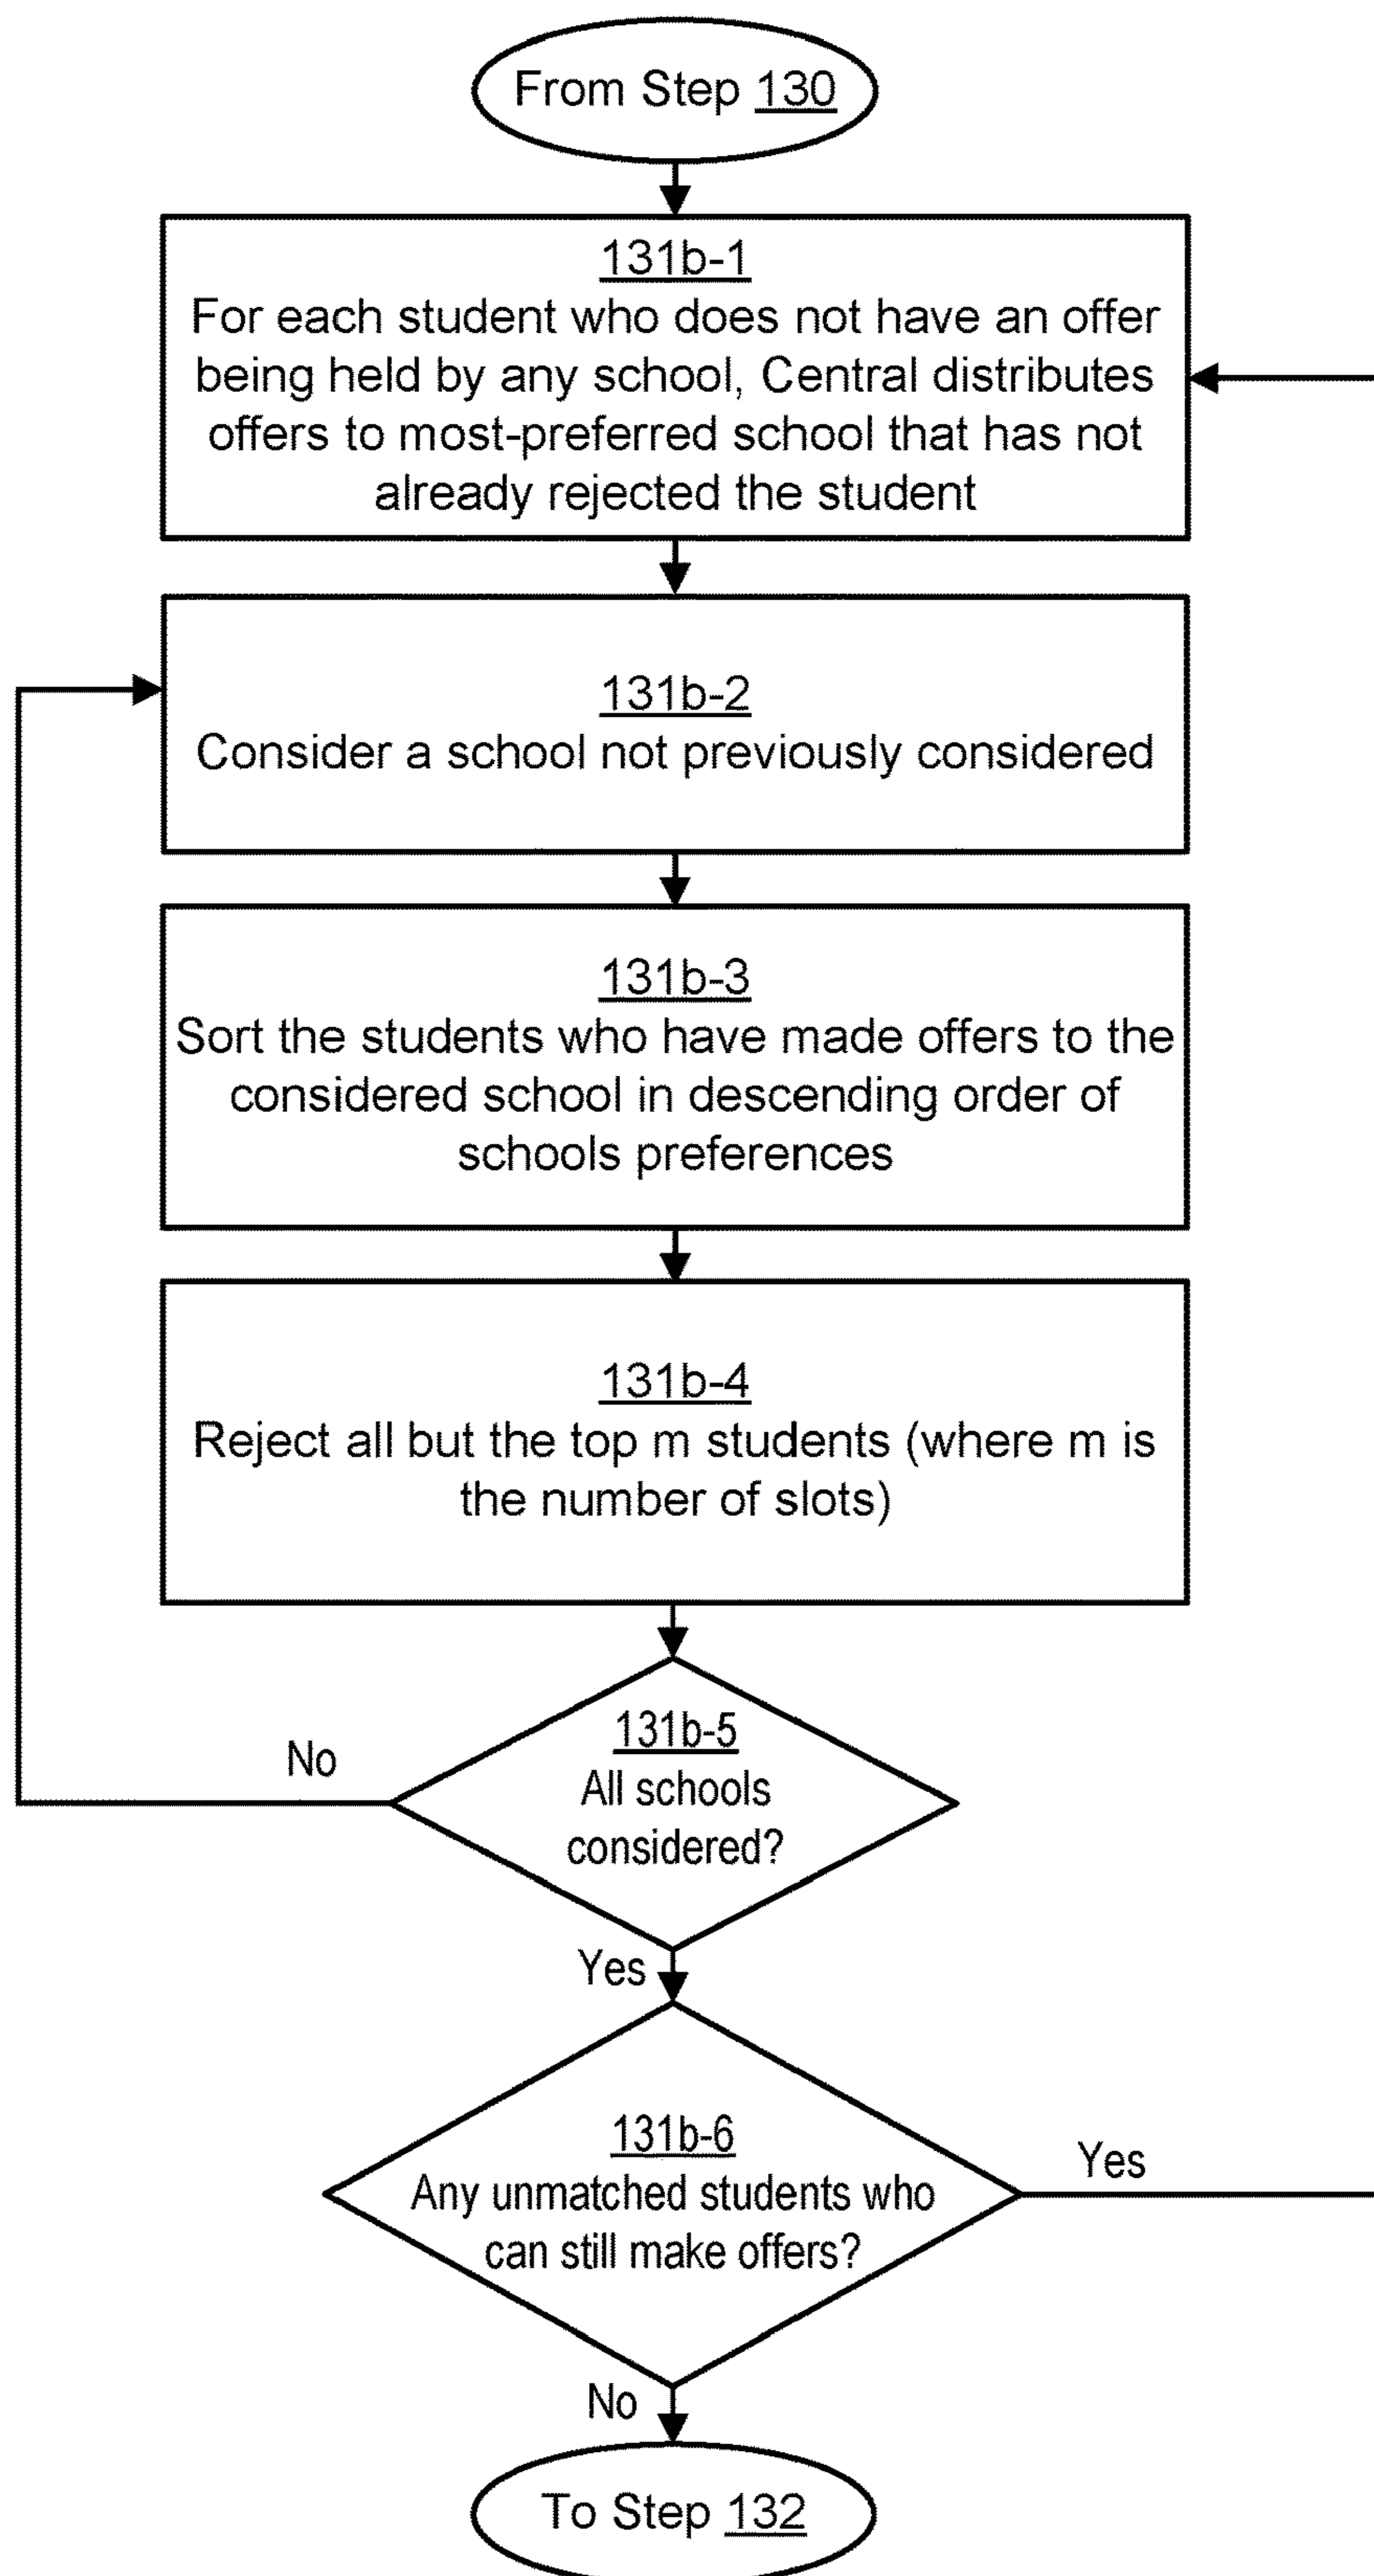 From Step 130
131b-1
For each student who does not have an offer
being held by any school, Central distributes
offers to most-preferred school that has not
already rejected the student
131b-2
Consider a school not previously considered
131b-3
Sort the students who have made offers to the
considered school in descending order of
schools preferences
131b-4
Reject all but the top m students (where m is
the number of slots)
131b-5
All schools
considered?
No
Yes
131b-6
Any unmatched students who
can still make offers?
Yes
No
To Step 132